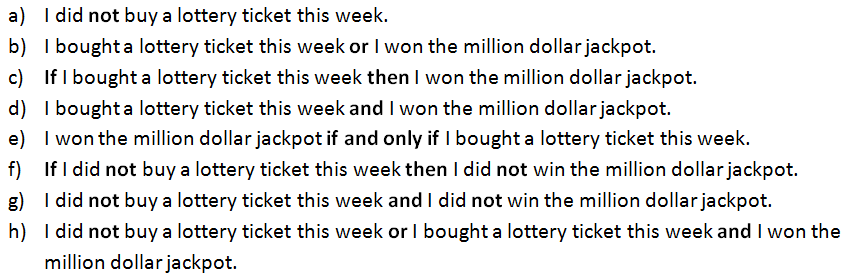 a) I did not buy a lottery ticket this week.
b) I bought a lottery ticket this week or I won the million dollar jackpot.
c) If I bought a lottery ticket this week then I won the million dollar jackpot.
d) I bought a lottery ticket this week and I won the million dollar jackpot.
e) I won the million dollar jackpot if and only if I bought a lottery ticket this week.
f) If I did not buy a lottery ticket this week then I did not win the million dollar jackpot.
g) I did not buy a lottery ticket this week and I did not win the million dollar jackpot.
h) I did not buy a lottery ticket this week or I bought a lottery ticket this week and I won the
million dollar jackpot.